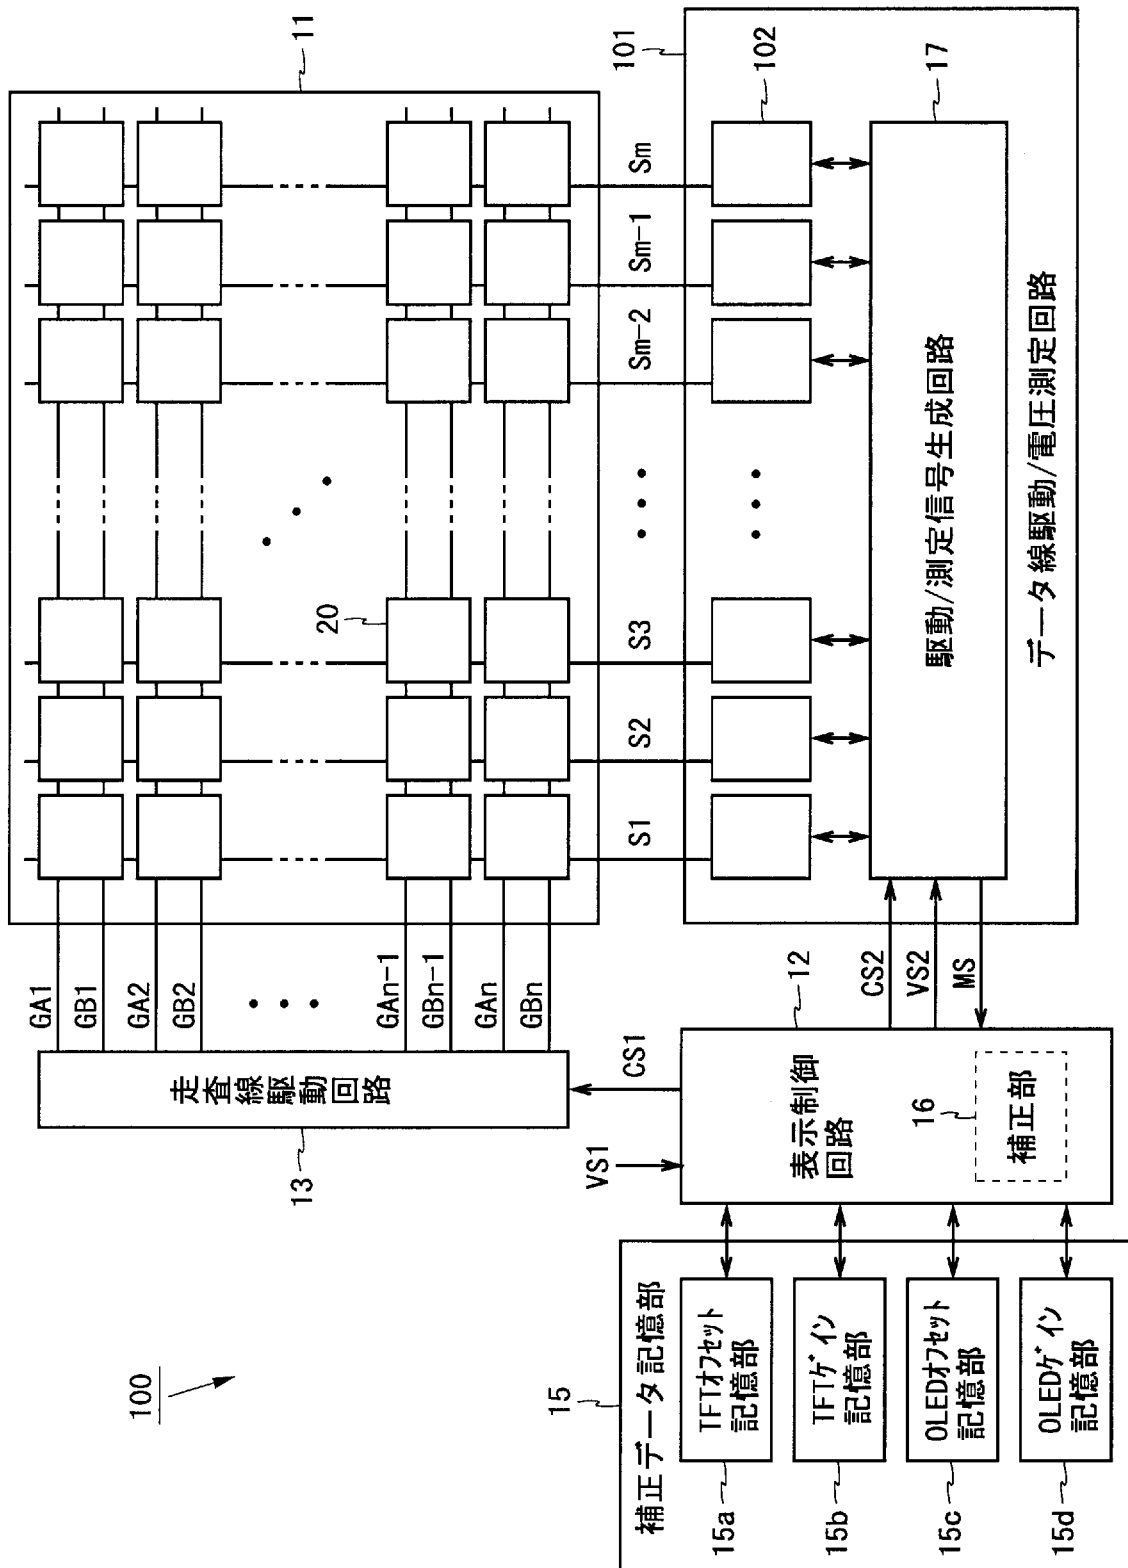 100
11
GA1
GB1
GA2
GB2
GAn-1
GBn-1
GAn
GBn
走査線駆動回路
13
20
S1
S2
S3
Sm-2
Sm-1
Sm
CS1
VS1
12
表示制御
回路
16
補正部
CS2
VS2
MS
101
102
17
駆動/測定信号生成回路
データ線駆動/電圧測定回路
15
補正データ記憶部
TFTオフセット
記憶部
15a
TFTゲイン
記憶部
15b
OLEDオフセット
記憶部
15c
OLEDゲイン
記憶部
15d